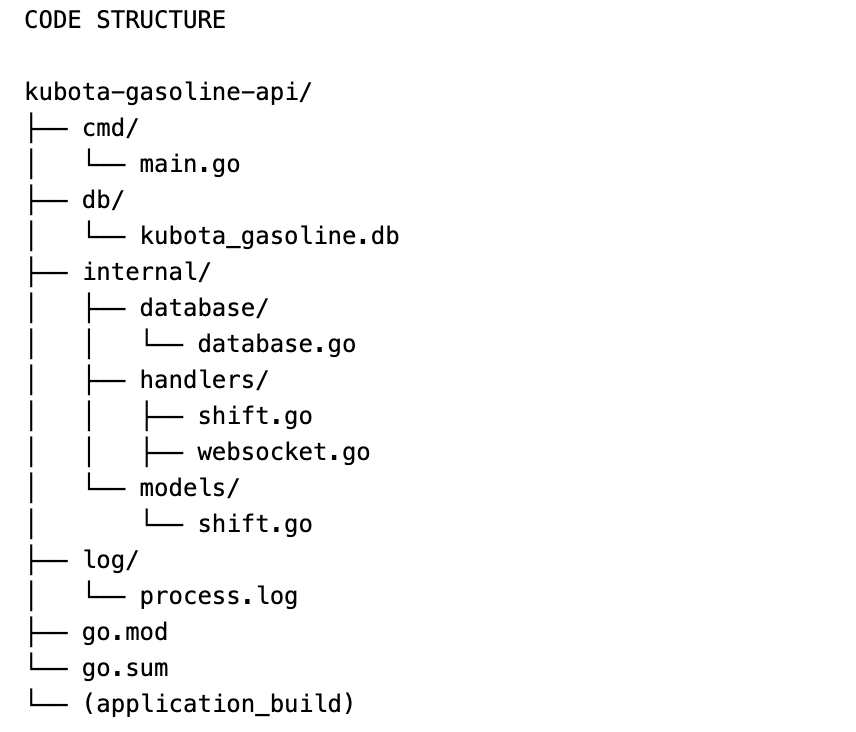 CODE STRUCTURE
kubota-gasoline-api/
├── cmd/
│   └── main.go
├── db/
│   └── kubota_gasoline.db
├── internal/
│   ├── database/
│   │   └── database.go
│   ├── handlers/
│   │   ├── shift.go
│   │   ├── websocket.go
│   └── models/
│       └── shift.go
├── log/
│   └── process.log
├── go.mod
└── go.sum
└── (application_build)